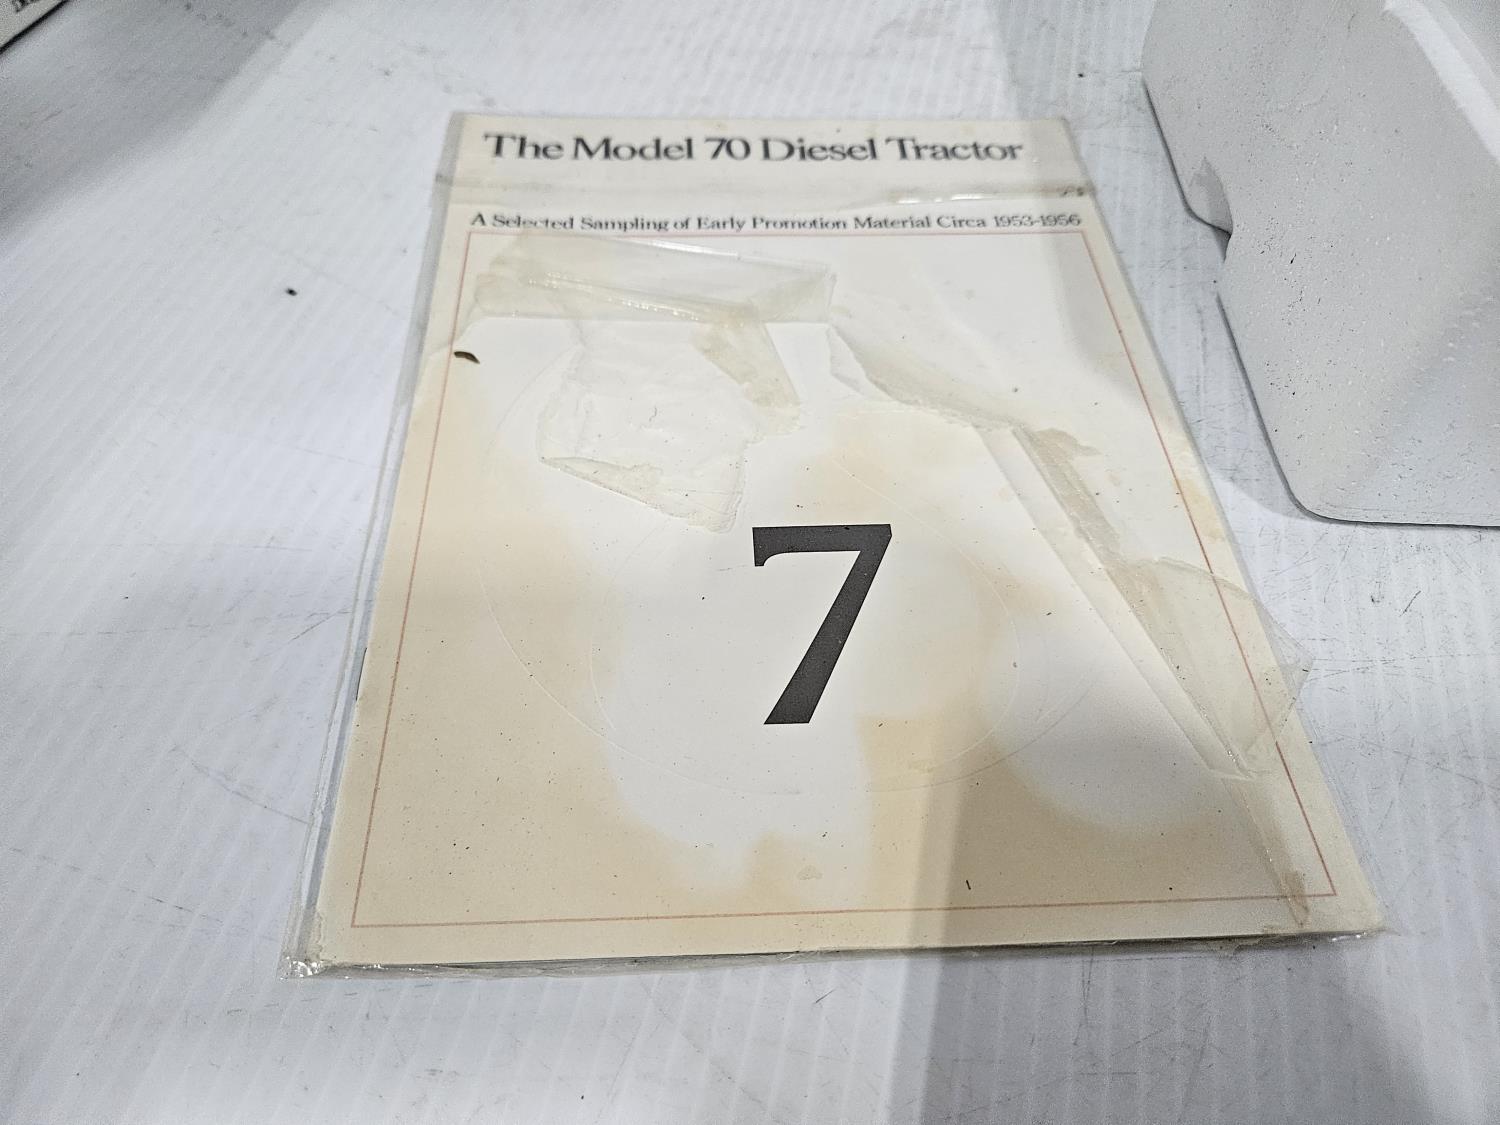 The Model 70 Diesel Tractor
A Selected Sampling of Early Promotion Material Circa 1953-1956
7